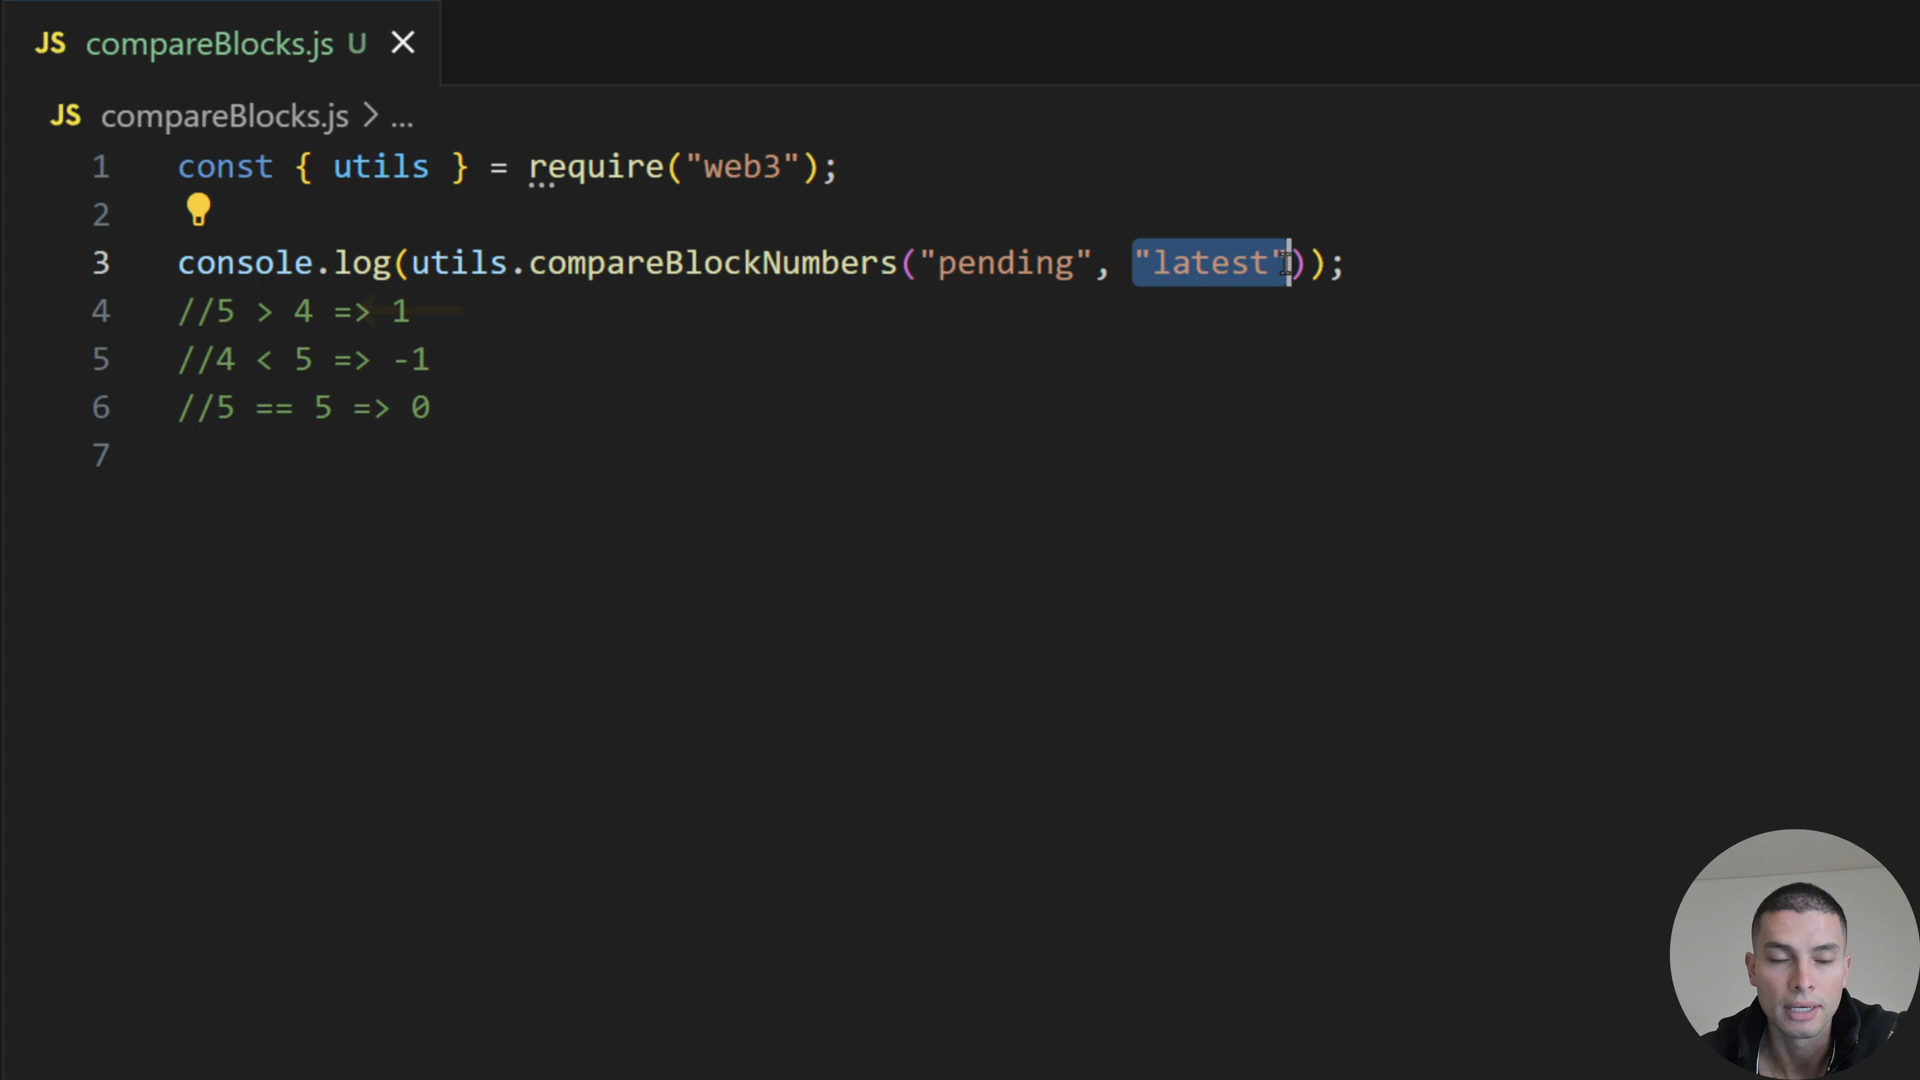 JS compareBlocks.js U
JS compareBlocks.js > ...
1 const { utils } = require("web3");
2
3 console.log(utils.compareBlockNumbers("pending", "latest"));
4 //5 > 4 => 1
5 //4 < 5 => -1
6 //5 == 5 => 0
7